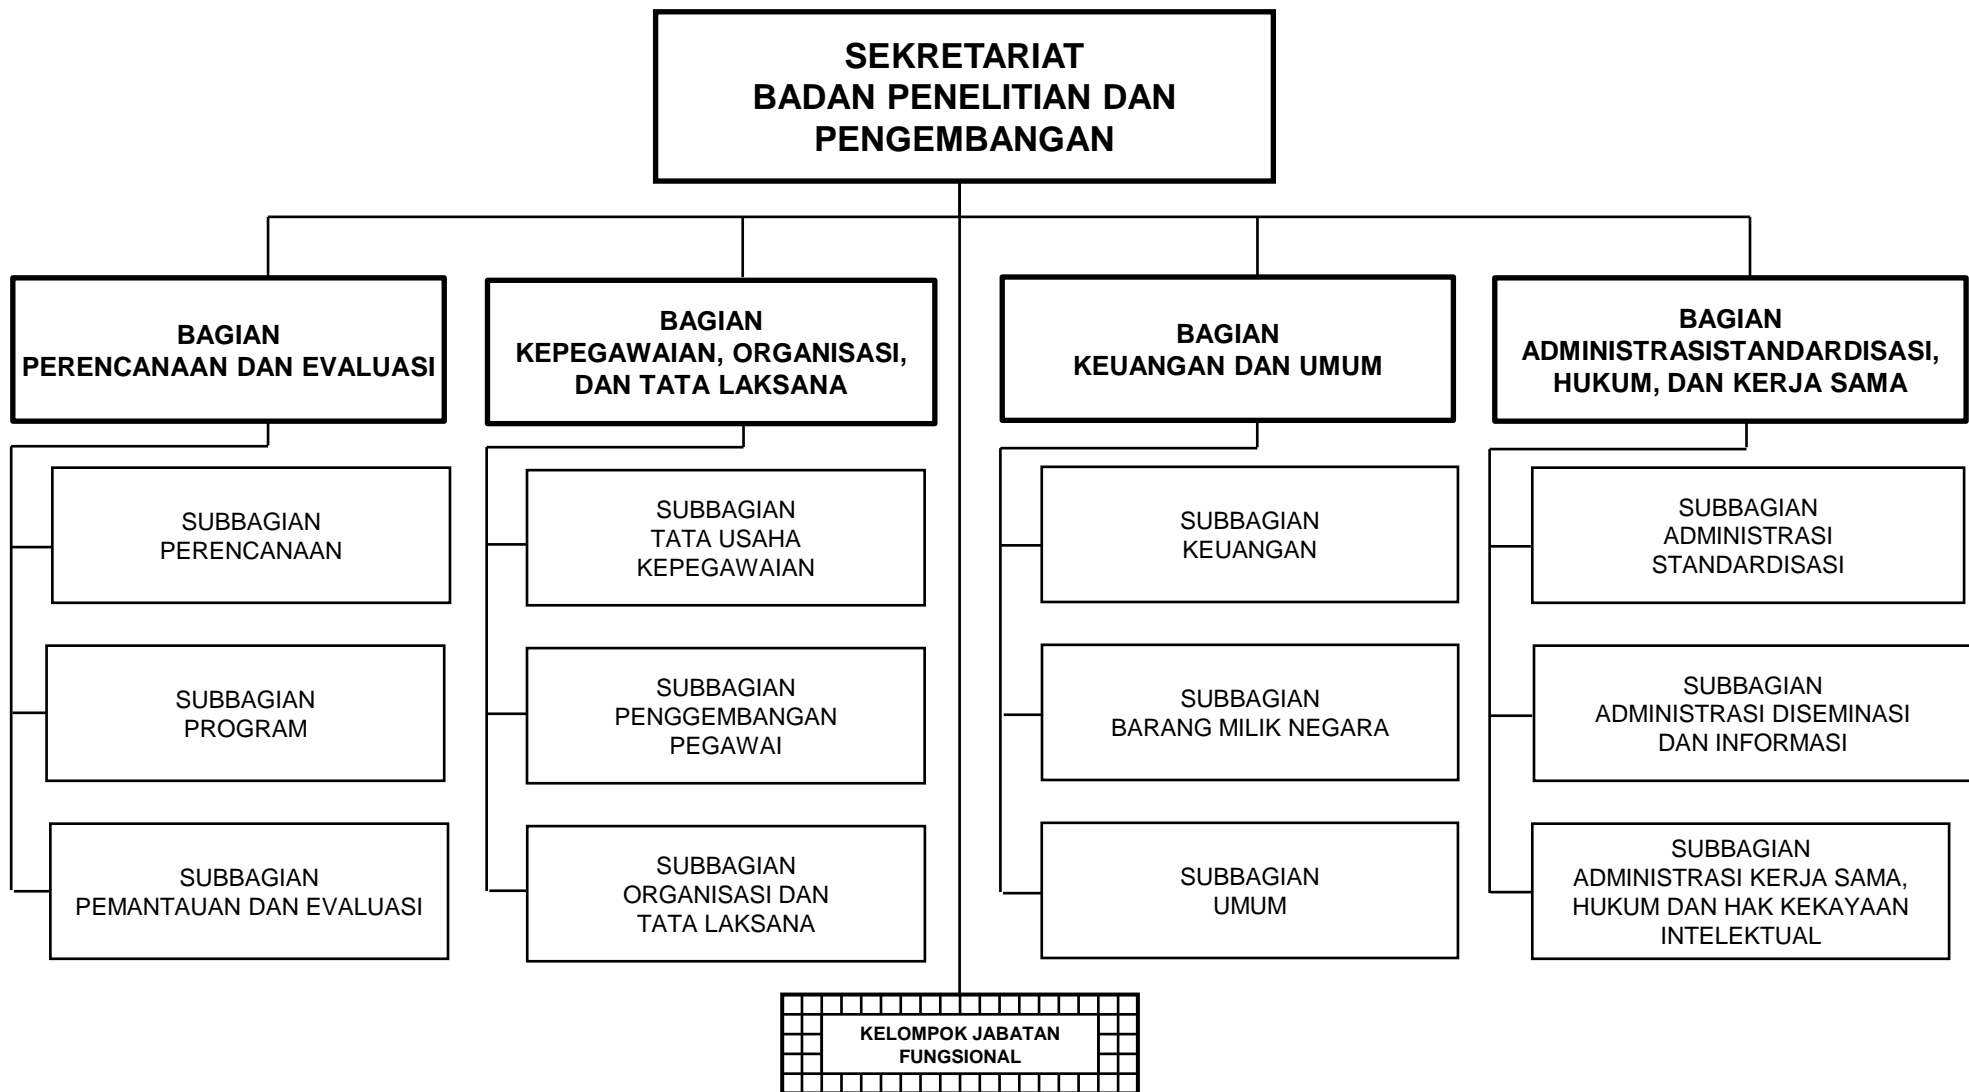 SEKRETARIAT
BADAN PENELITIAN DAN
PENGEMBANGAN
BAGIAN
PERENCANAAN DAN EVALUASI
BAGIAN
KEPEGAWAIAN, ORGANISASI,
DAN TATA LAKSANA
BAGIAN
KEUANGAN DAN UMUM
BAGIAN
ADMINISTRASISTANDARDISASI,
HUKUM, DAN KERJA SAMA
SUBBAGIAN
PERENCANAAN
SUBBAGIAN
TATA USAHA
KEPEGAWAIAN
SUBBAGIAN
KEUANGAN
SUBBAGIAN
ADMINISTRASI
STANDARDISASI
SUBBAGIAN
PROGRAM
SUBBAGIAN
PENGGEMBANGAN
PEGAWAI
SUBBAGIAN
BARANG MILIK NEGARA
SUBBAGIAN
ADMINISTRASI DISEMINASI
DAN INFORMASI
SUBBAGIAN
PEMANTAUAN DAN EVALUASI
SUBBAGIAN
ORGANISASI DAN
TATA LAKSANA
SUBBAGIAN
UMUM
SUBBAGIAN
ADMINISTRASI KERJA SAMA,
HUKUM DAN HAK KEKAYAAN
INTELEKTUAL
KELOMPOK JABATAN
FUNGSIONAL